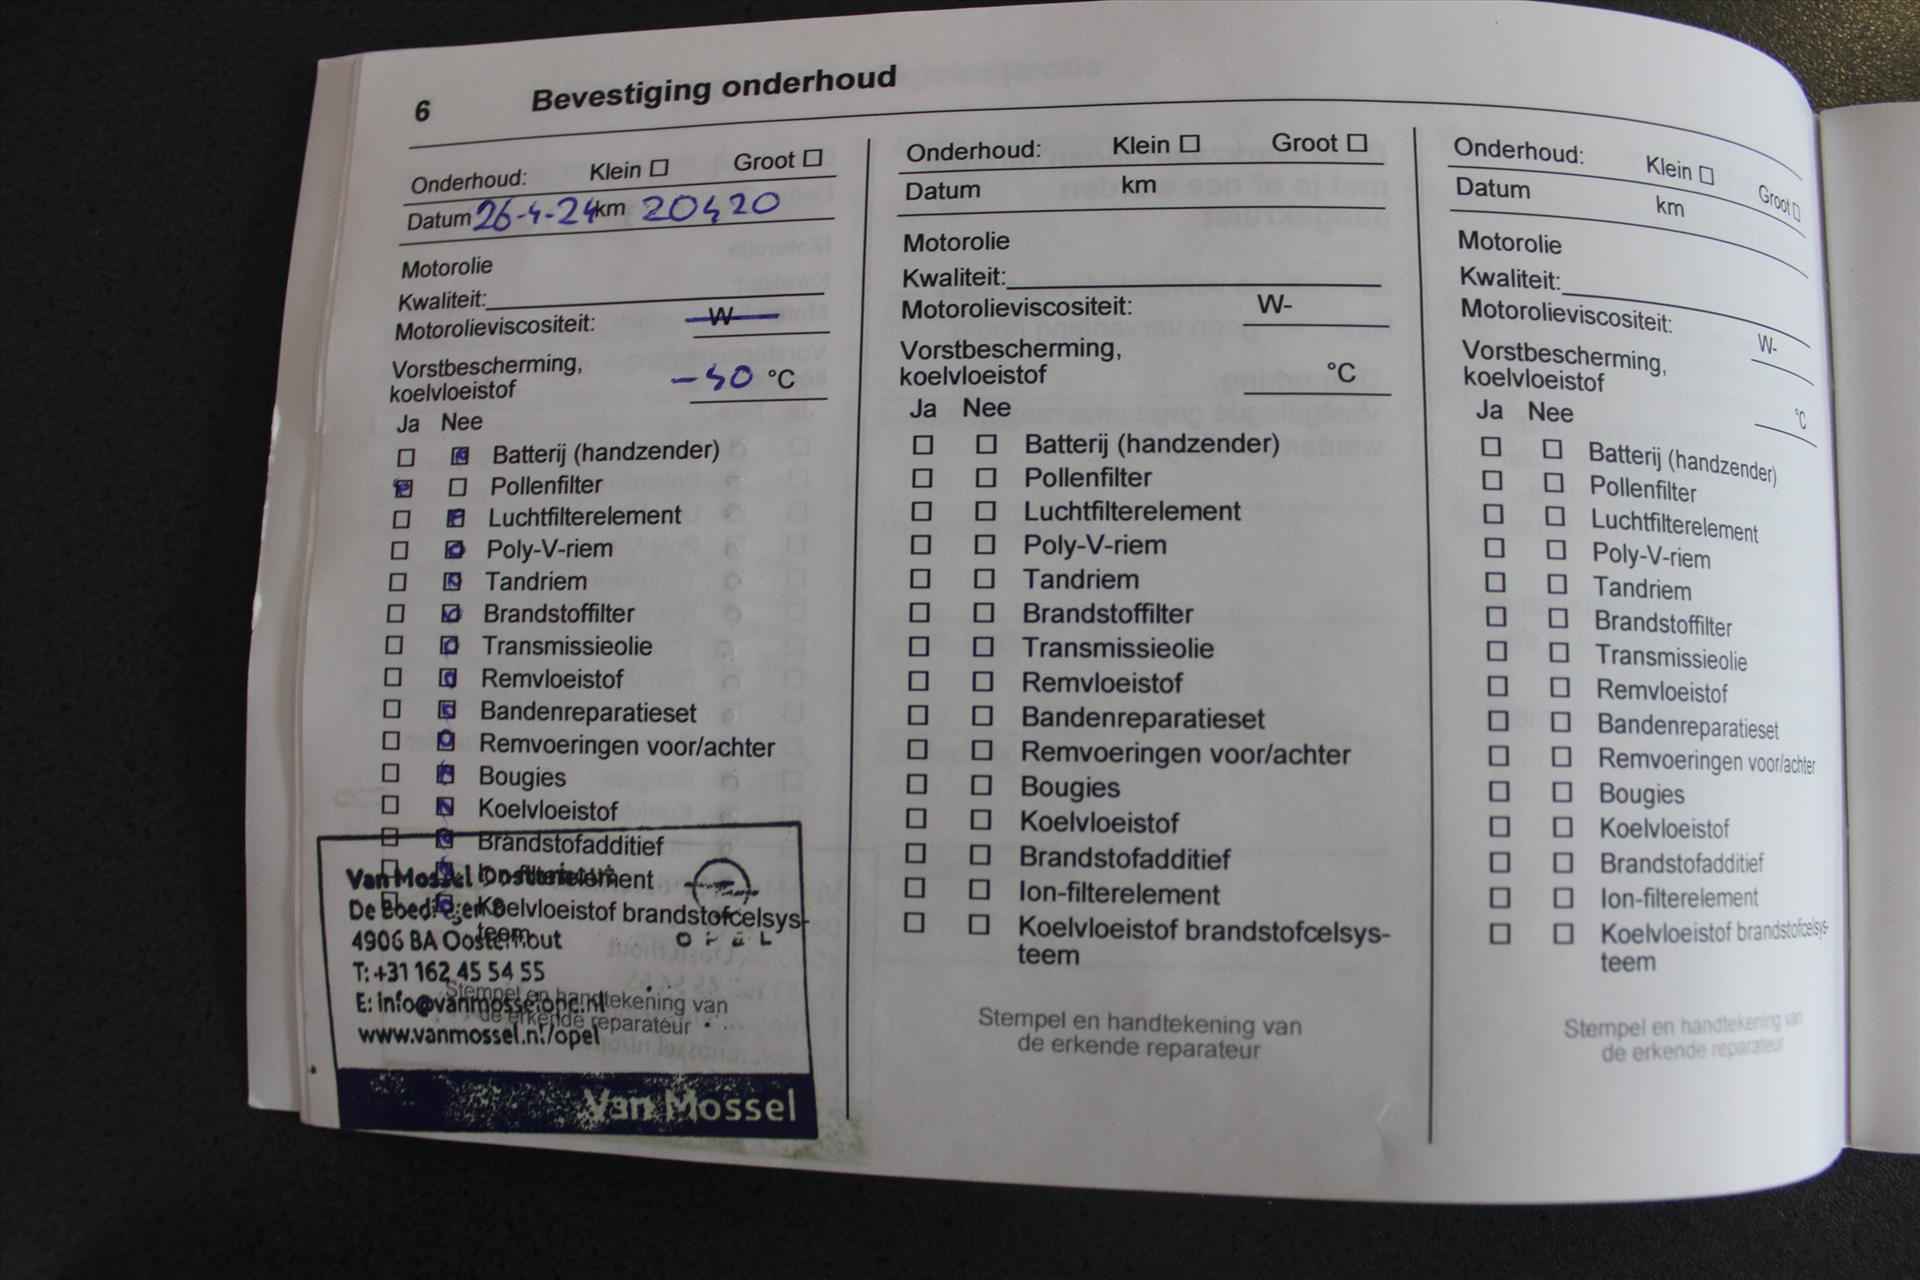 6 Bevestiging onderhoud
Onderhoud: Klein Groot
Datum 26-4-24 km 20420
Motorolie
Kwaliteit:
Motorolieviscositeit: W-
Vorstbescherming,
koelvloeistof -40 °C
Ja Nee
Batterij (handzender)
Pollenfilter
Luchtfilterelement
Poly-V-riem
Tandriem
Brandstoffilter
Transmissieolie
Remvloeistof
Bandenreparatieset
Remvoeringen voor/achter
Bougies
Koelvloeistof
Brandstofadditief
Ion-filterelement
Koelvloeistof brandstofcelsys-
teem
Stempel en handtekening van
de erkende reparateur
Van Mossel
4906 BA Oosterhout
T: +31 162 45 54 55
www.vanmossel.nl/opel
OPEL
Van Mossel
Onderhoud: Klein Groot
Datum km
Motorolie
Kwaliteit:
Motorolieviscositeit: W-
Vorstbescherming,
koelvloeistof °C
Ja Nee
Batterij (handzender)
Pollenfilter
Luchtfilterelement
Poly-V-riem
Tandriem
Brandstoffilter
Transmissieolie
Remvloeistof
Bandenreparatieset
Remvoeringen voor/achter
Bougies
Koelvloeistof
Brandstofadditief
Ion-filterelement
Koelvloeistof brandstofcelsys-
teem
Stempel en handtekening van
de erkende reparateur
Onderhoud: Klein Groot
Datum km
Motorolie
Kwaliteit:
Motorolieviscositeit: W-
Vorstbescherming,
koelvloeistof °C
Ja Nee
Batterij (handzender)
Pollenfilter
Luchtfilterelement
Poly-V-riem
Tandriem
Brandstoffilter
Transmissieolie
Remvloeistof
Bandenreparatieset
Remvoeringen voor/achter
Bougies
Koelvloeistof
Brandstofadditief
Ion-filterelement
Koelvloeistof brandstofcelsys-
teem
Stempel en handtekening van
de erkende reparateur